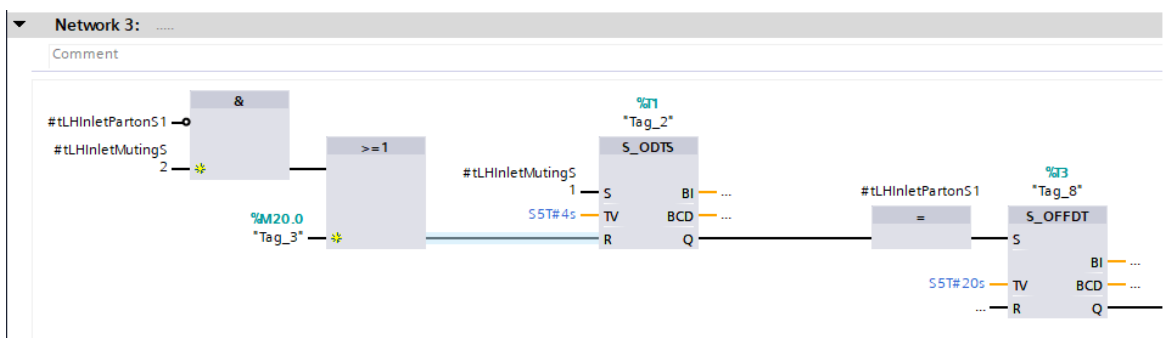 Network 3: .....
Comment
&
#tLHInletPartonS1
#tLHInletMutingS
2
>=1
%M20.0
"Tag_3"
%T1
"Tag_2"
S_ODTS
#tLHInletMutingS
1
S
BI
...
S5T#4s
TV
BCD
...
R
Q
#tLHInletPartonS1
=
%T3
"Tag_8"
S_OFFDT
S
BI
...
S5T#20s
TV
BCD
...
...
R
Q